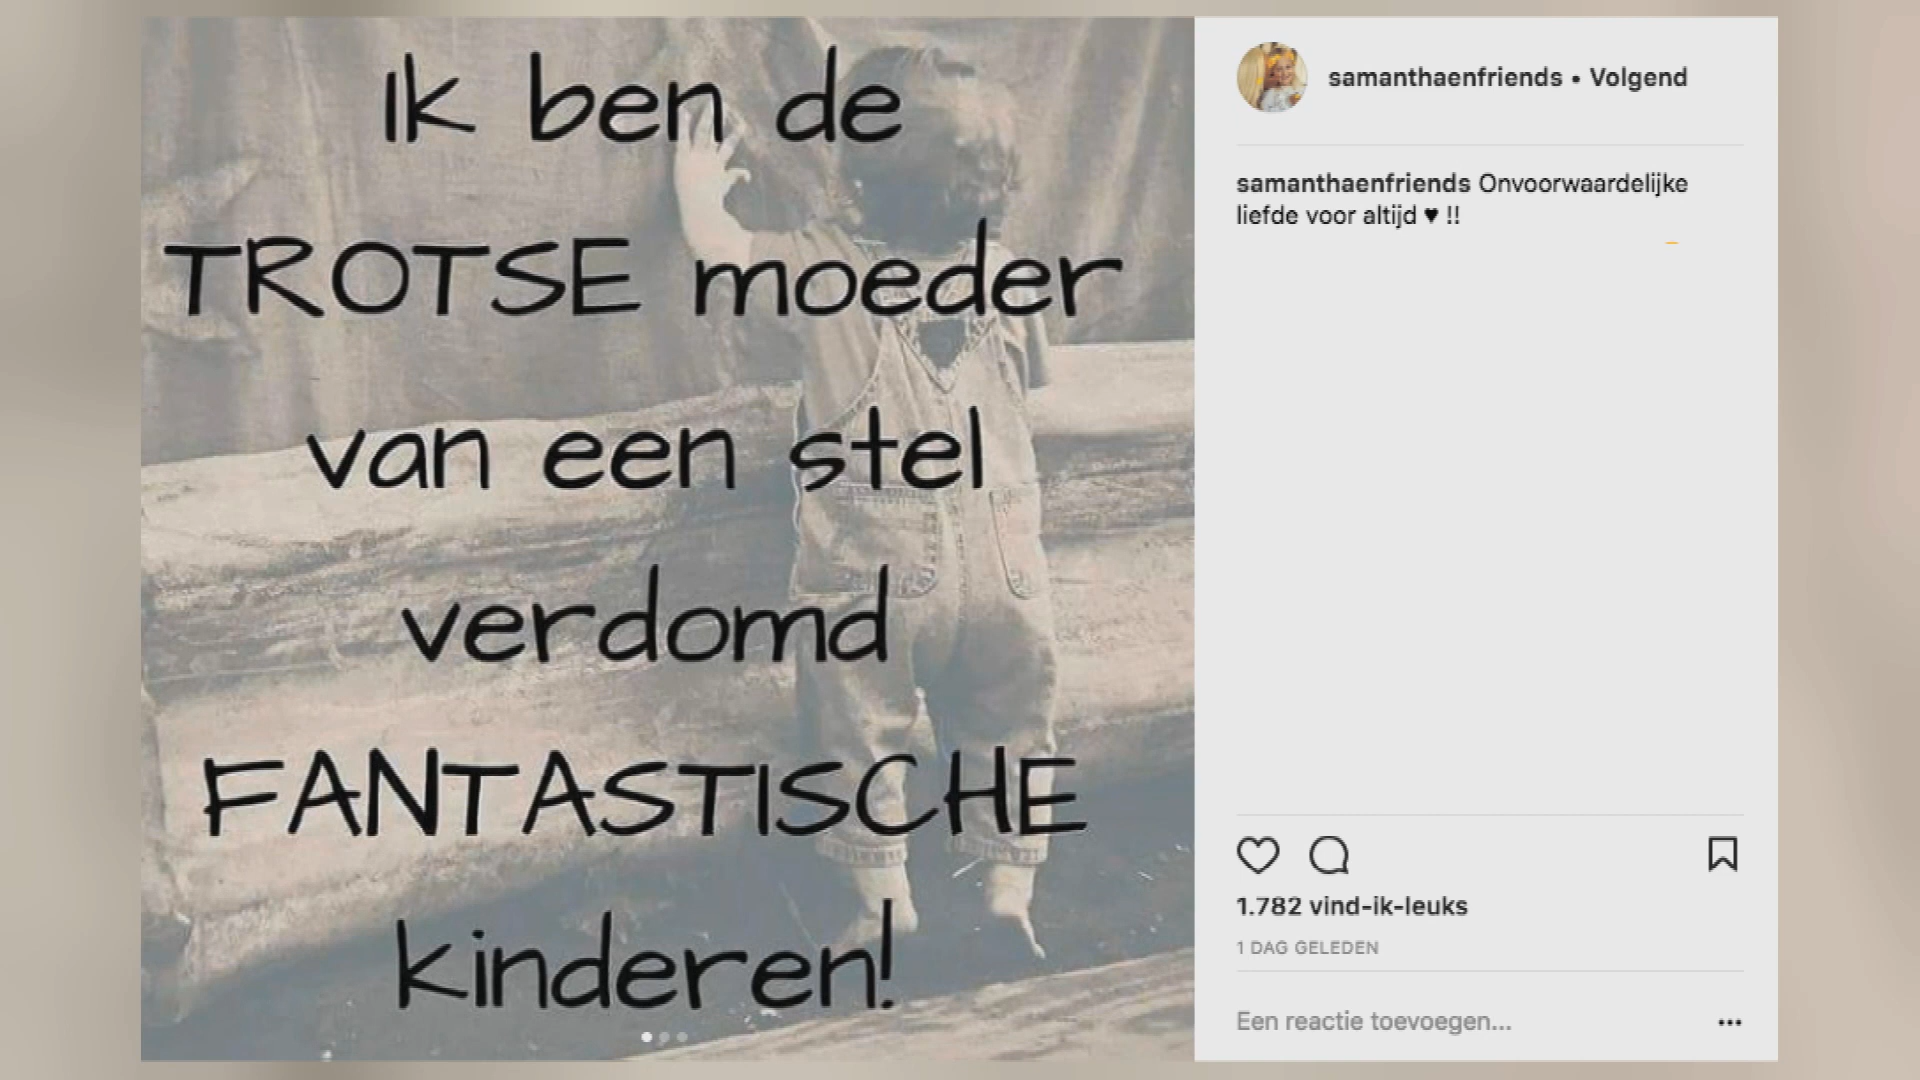 Ik ben de
TROTSE moeder
van een stel
verdomd
FANTASTISCHE
kinderen!
samanthaenfriends • Volgend
samanthaenfriends Onvoorwaardelijke
liefde voor altijd ♥ !!
1.782 vind-ik-leuks
1 DAG GELEDEN
Een reactie toevoegen...